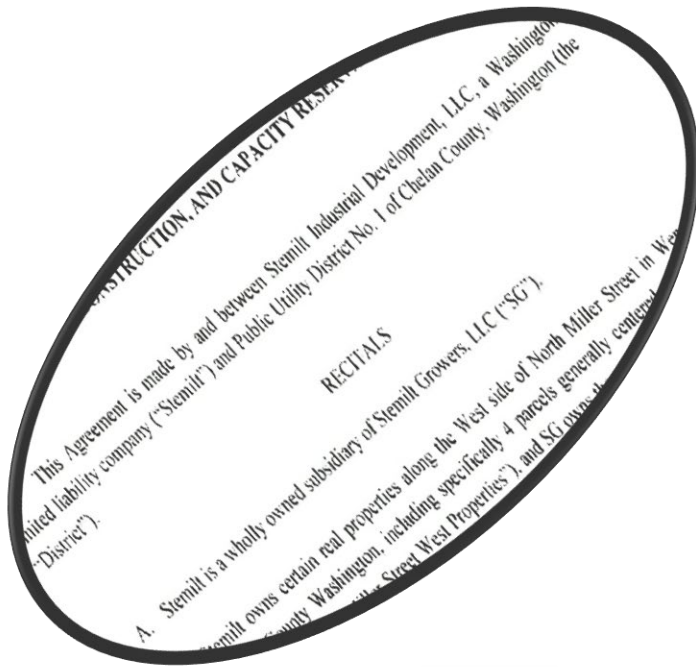 CONSTRUCTION, AND CAPACITY
This Agreement is made by and between Stemilt Industrial Development, LLC, a Washington
limited liability company ("Stemilt") and Public Utility District No. 1 of Chelan County, Washington (the
"District").
RECITALS
A. Stemilt is a wholly owned subsidiary of Stemilt Growers, LLC ("SG").
Stemilt owns certain real properties along the West side of North Miller Street in
County Washington, including specifically 4 parcels generally centered
Street West Properties"), and SG owns